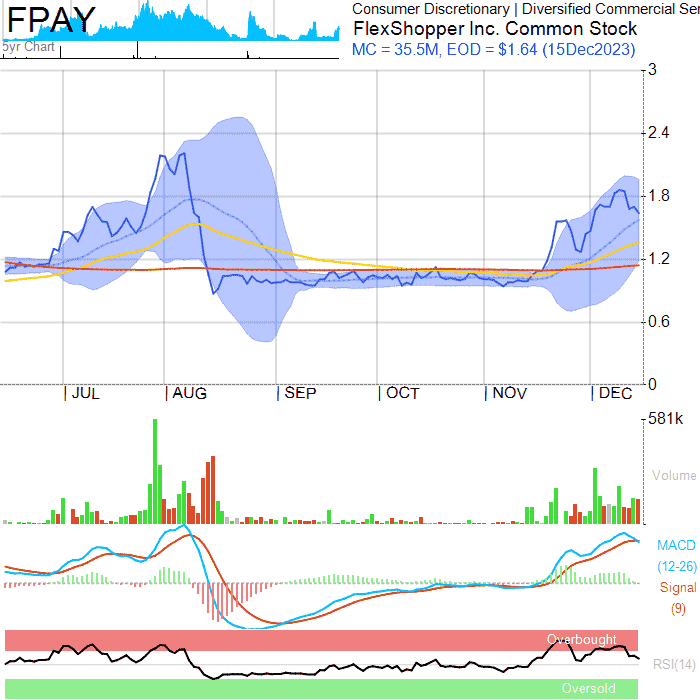 FPAY
5yr Chart
Consumer Discretionary | Diversified Commercial Ser
FlexShopper Inc. Common Stock
MC = 35.5M, EOD = $1.64 (15Dec2023)
3
2.4
1.8
1.2
0.6
0
| JUL | AUG | SEP | OCT | NOV | DEC
581k
Volume
MACD
(12-26)
Signal
(9)
Overbought
RSI(14)
Oversold